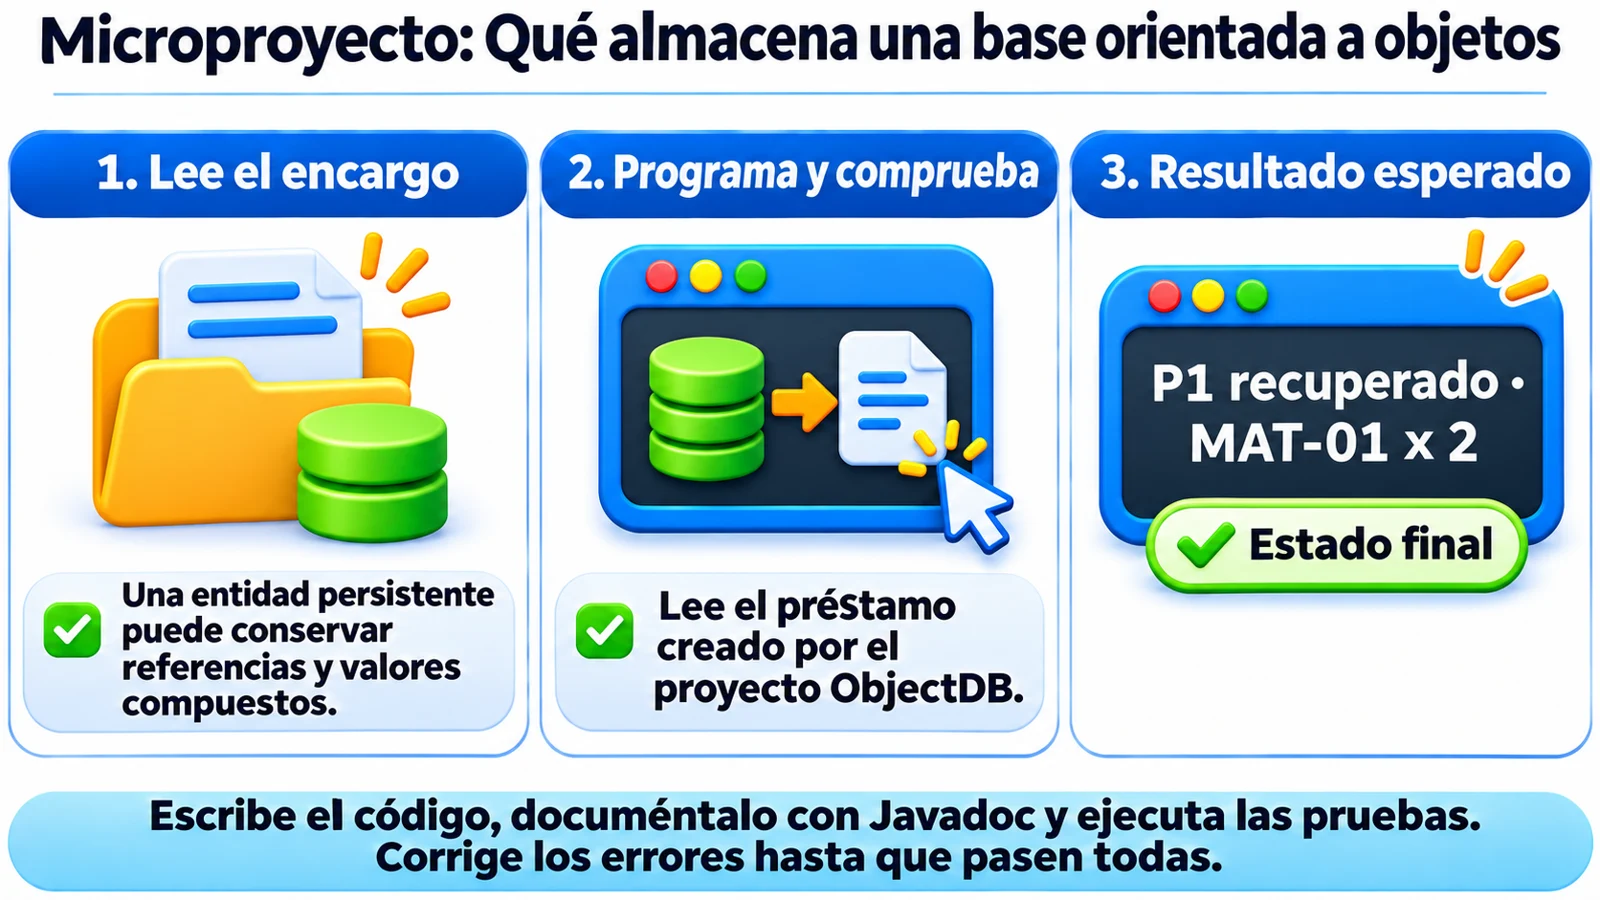 Microproyecto: Qué almacena una base orientada a objetos
1. Lee el encargo
Una entidad persistente
puede conservar
referencias y valores
compuestos.
2. Programa y comprueba
Lee el préstamo
creado por el
proyecto ObjectDB.
3. Resultado esperado
P1 recuperado •
MAT-01 x 2
Estado final
Escribe el código, documéntalo con Javadoc y ejecuta las pruebas.
Corrige los errores hasta que pasen todas.